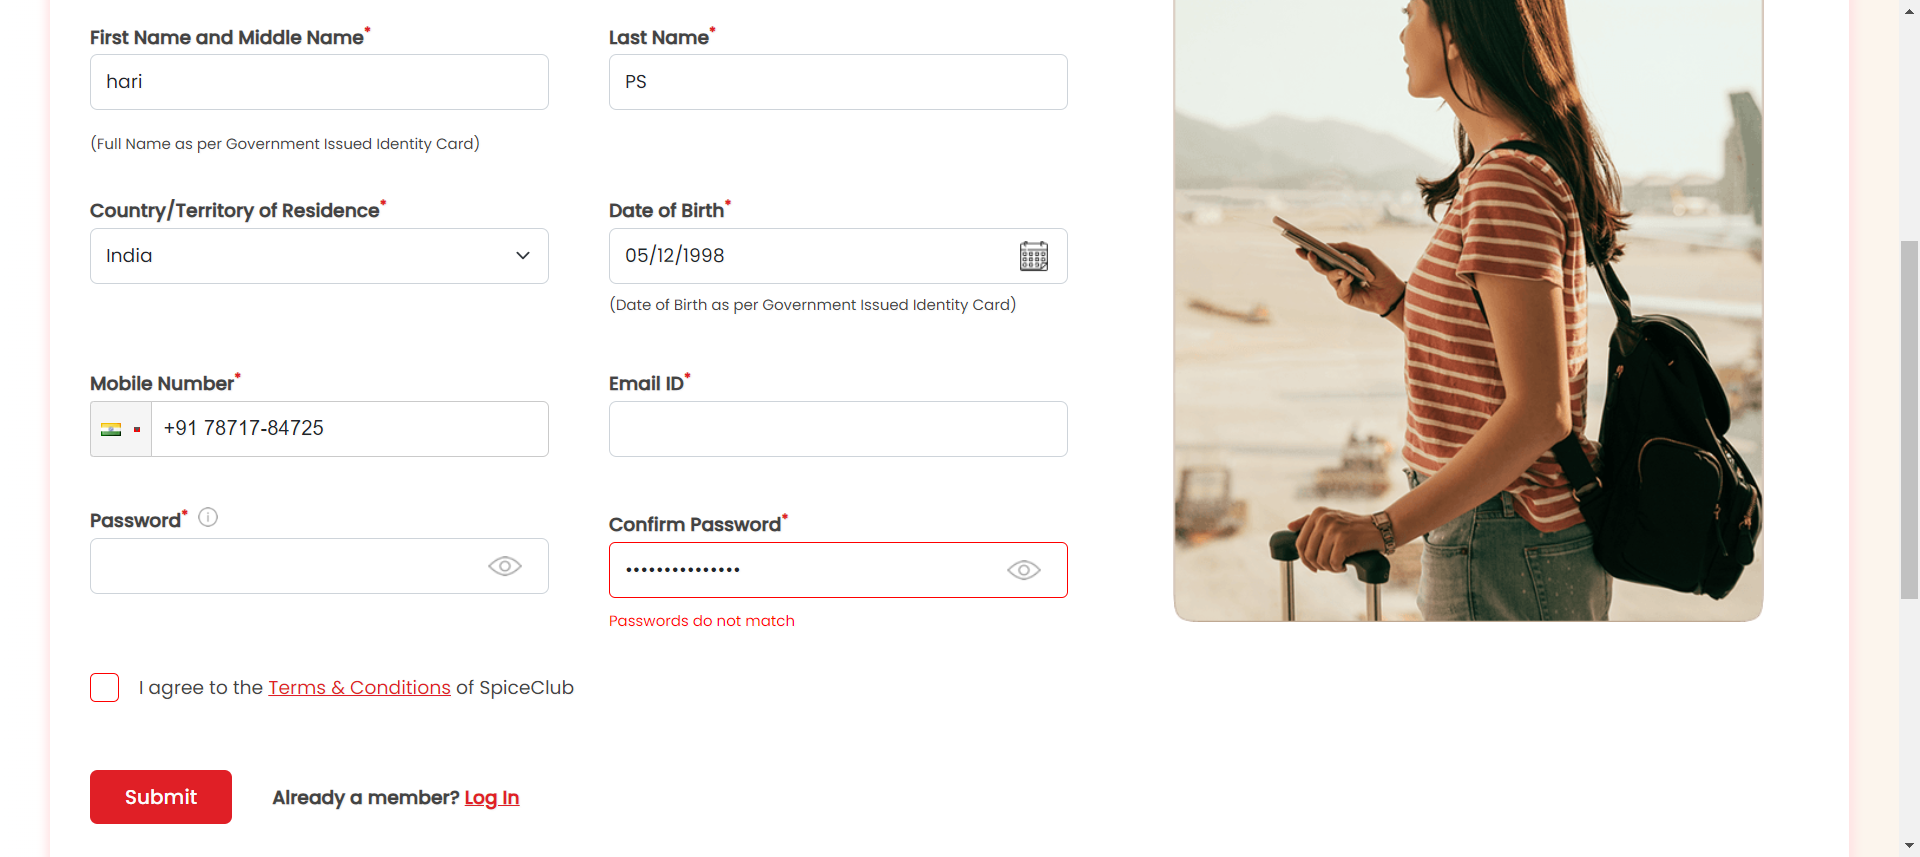 First Name and Middle Name*
Last Name*
hari
PS
(Full Name as per Government Issued Identity Card)
Country/Territory of Residence*
Date of Birth*
India
05/12/1998
(Date of Birth as per Government Issued Identity Card)
Mobile Number*
Email ID*
+91 78717-84725
Password*
Confirm Password*
•••••••••••••••
Passwords do not match
I agree to the Terms & Conditions of SpiceClub
Submit
Already a member? Log In